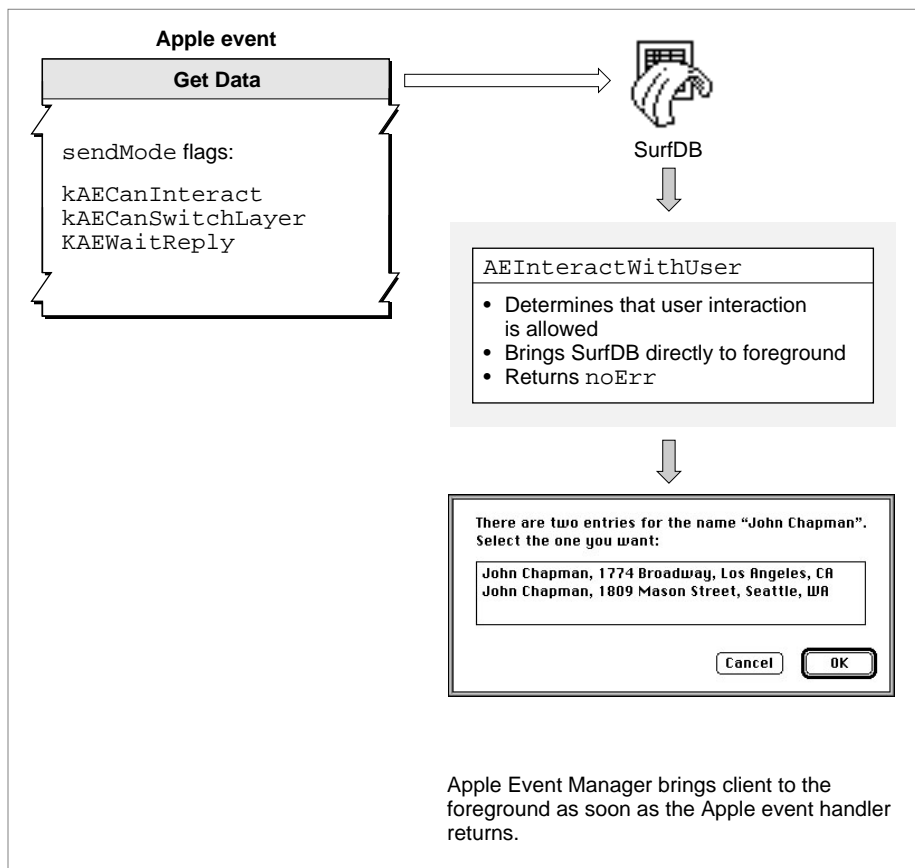 Apple event
Get Data
sendMode flags:
kAECanInteract
kAECanSwitchLayer
KAEWaitReply
SurfDB
AEInteractWithUser
• Determines that user interaction
is allowed
• Brings SurfDB directly to foreground
• Returns noErr
There are two entries for the name “John Chapman”.
Select the one you want:
John Chapman, 1774 Broadway, Los Angeles, CA
John Chapman, 1809 Mason Street, Seattle, WA
Cancel
OK
Apple Event Manager brings client to the
foreground as soon as the Apple event handler
returns.